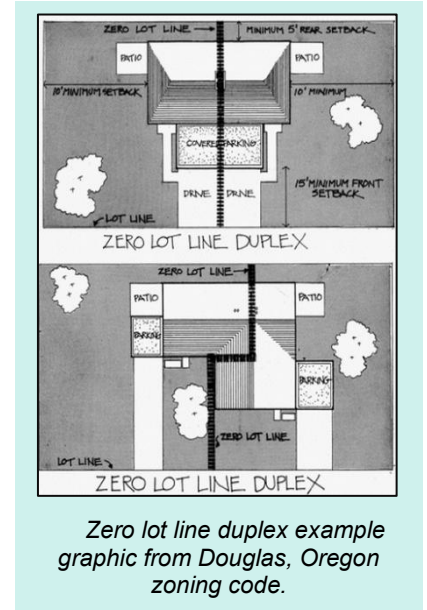 ZERO LOT LINE
MINIMUM 5' REAR SETBACK
PATIO
PATIO
10' MINIMUM SETBACK
10' MINIMUM
COVERED PARKING
DRIVE
DRIVE
15' MINIMUM FRONT
SETBACK
LOT LINE
ZERO LOT LINE DUPLEX
ZERO LOT LINE
PATIO
PATIO
PARKING
PARKING
ZERO LOT LINE
LOT LINE
ZERO LOT LINE DUPLEX
Zero lot line duplex example
graphic from Douglas, Oregon
zoning code.